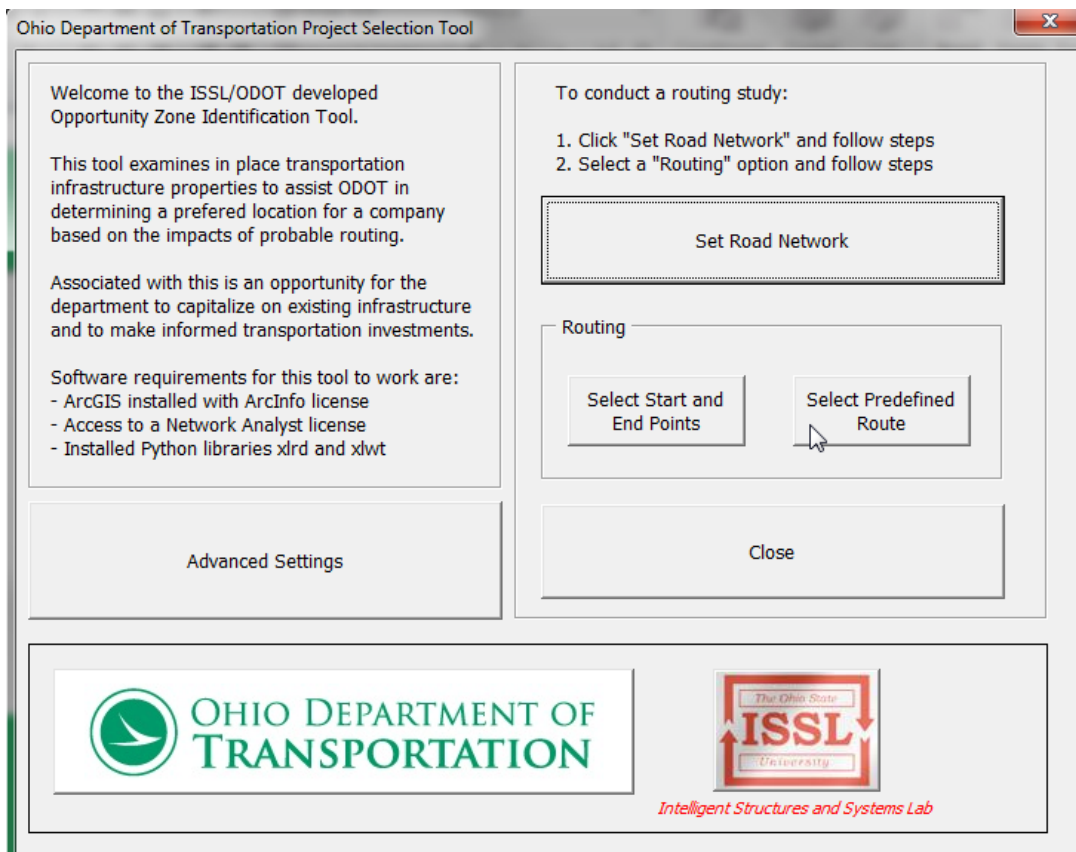 Ohio Department of Transportation Project Selection Tool
Welcome to the ISSL/ODOT developed
Opportunity Zone Identification Tool.
This tool examines in place transportation
infrastructure properties to assist ODOT in
determining a prefered location for a company
based on the impacts of probable routing.
Associated with this is an opportunity for the
department to capitalize on existing infrastructure
and to make informed transportation investments.
Software requirements for this tool to work are:
- ArcGIS installed with ArcInfo license
- Access to a Network Analyst license
- Installed Python libraries xlrd and xlwt
Advanced Settings
To conduct a routing study:
1. Click "Set Road Network" and follow steps
2. Select a "Routing" option and follow steps
Set Road Network
Routing
Select Start and
End Points
Select Predefined
Route
Close
OHIO DEPARTMENT OF
TRANSPORTATION
The Ohio State
ISSL
University
Intelligent Structures and Systems Lab